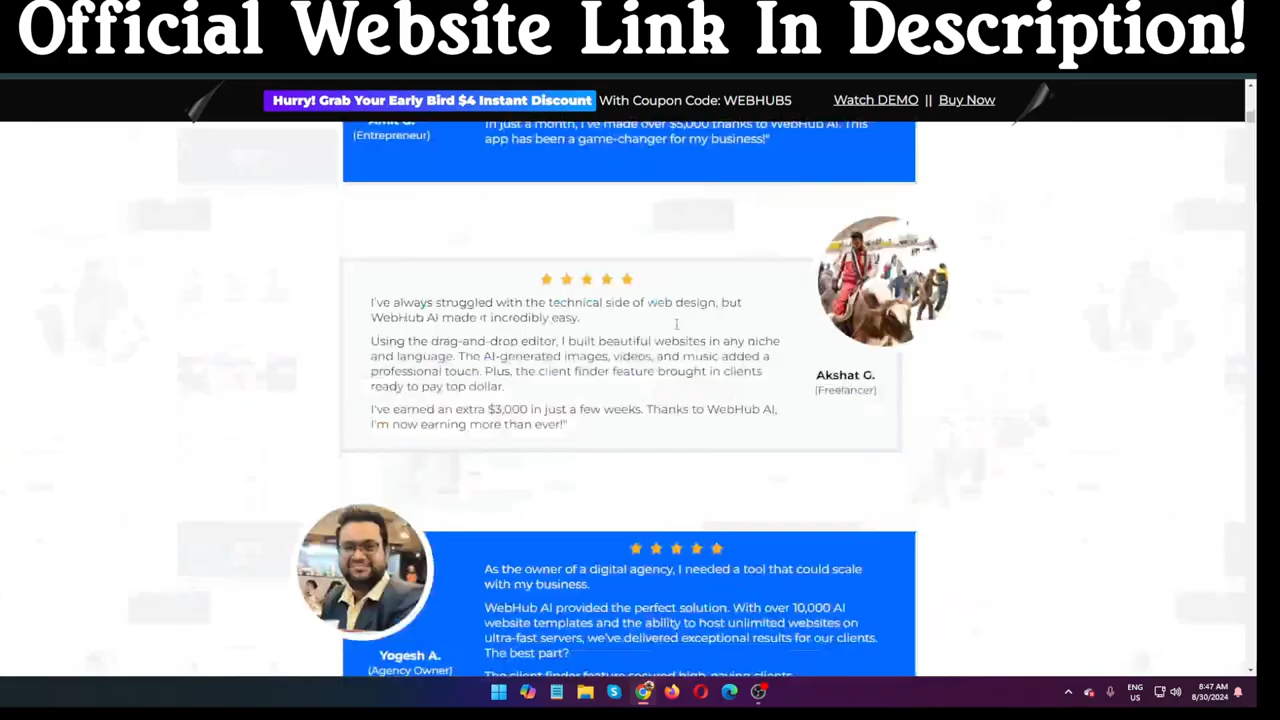 Official Website Link In Description!
Hurry! Grab Your Early Bird $4 Instant Discount With Coupon Code: WEBHUB5 Watch DEMO || Buy Now
Amit G.
(Entrepreneur)
In just a month, I've made over $5,000 thanks to WebHub AI. This
app has been a game-changer for my business!"
I've always struggled with the technical side of web design, but
WebHub AI made it incredibly easy.
Using the drag-and-drop editor, I built beautiful websites in any niche
and language. The AI-generated images, videos, and music added a
professional touch. Plus, the client finder feature brought in clients
ready to pay top dollar.
I've earned an extra $3,000 in just a few weeks. Thanks to WebHub AI,
I'm now earning more than ever!"
Akshat G.
(Freelancer)
As the owner of a digital agency, I needed a tool that could scale
with my business.
WebHub AI provided the perfect solution. With over 10,000 AI
website templates and the ability to host unlimited websites on
ultra-fast servers, we've delivered exceptional results for our clients.
The best part?
The client finder feature secured high-paying clients
Yogesh A.
(Agency Owner)
ENG
US
8:47 AM
8/30/2024